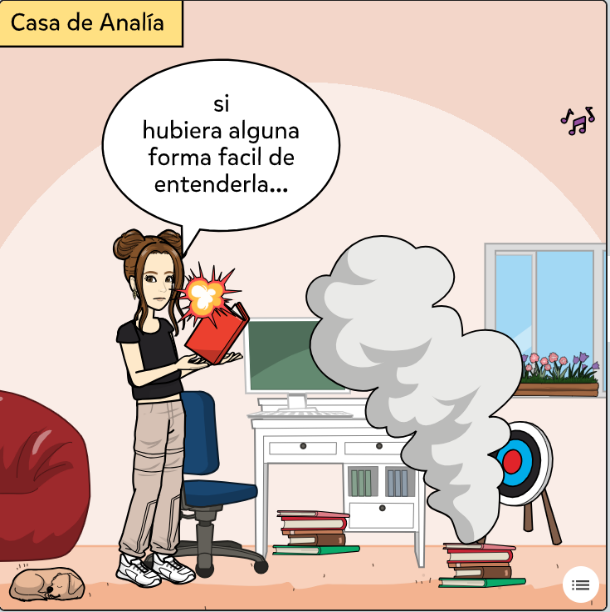 Casa de Analía
si
hubiera alguna
forma facil de
entenderla...